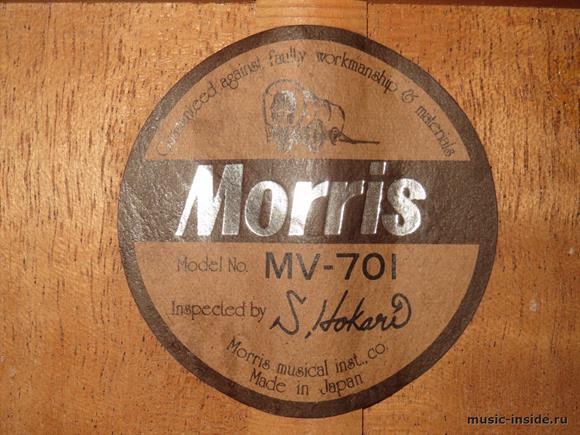 Guaranteed against faulty workmanship & materials
Morris
Model No. MV-701
Inspected by S. Hokari
Morris musical inst., co.
Made in Japan
music-inside.ru